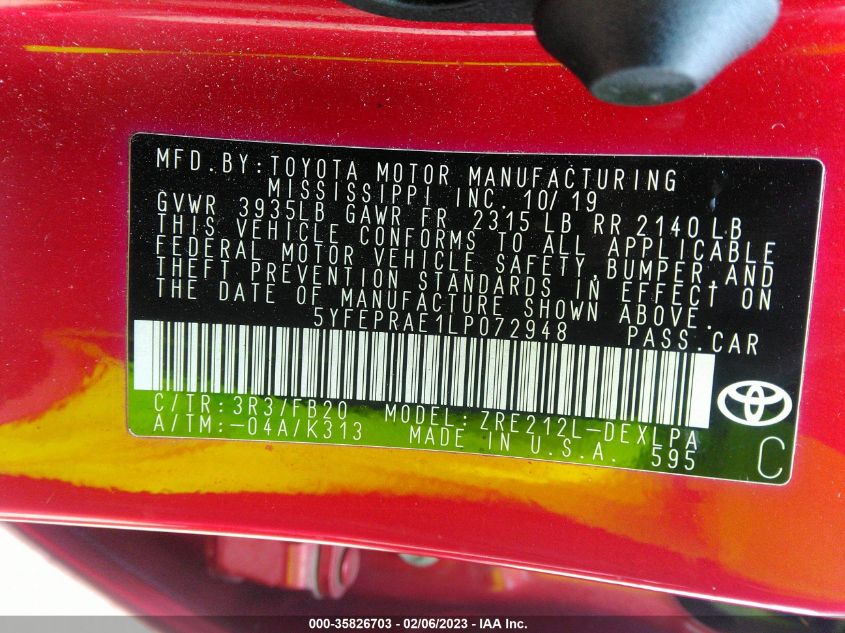 MFD.BY:TOYOTA MOTOR MANUFACTURING
MISSISSIPPI INC. 10/19
GVWR 3935LB GAWR FR 2315 LB RR 2140 LB
THIS VEHICLE CONFORMS TO ALL APPLICABLE
FEDERAL MOTOR VEHICLE SAFETY,BUMPER,AND
THEFT PREVENTION STANDARDS IN EFFECT ON
THE DATE OF MANUFACTURE SHOWN ABOVE.
5YFEPRAE1LP072948 PASS.CAR
C/TR:3R3/FB20 MODEL:ZRE212L-DEXLPA
A/TM:-04A/K313 MADE IN U.S.A. 595
C
000-35826703 - 02/06/2023 - IAA Inc.